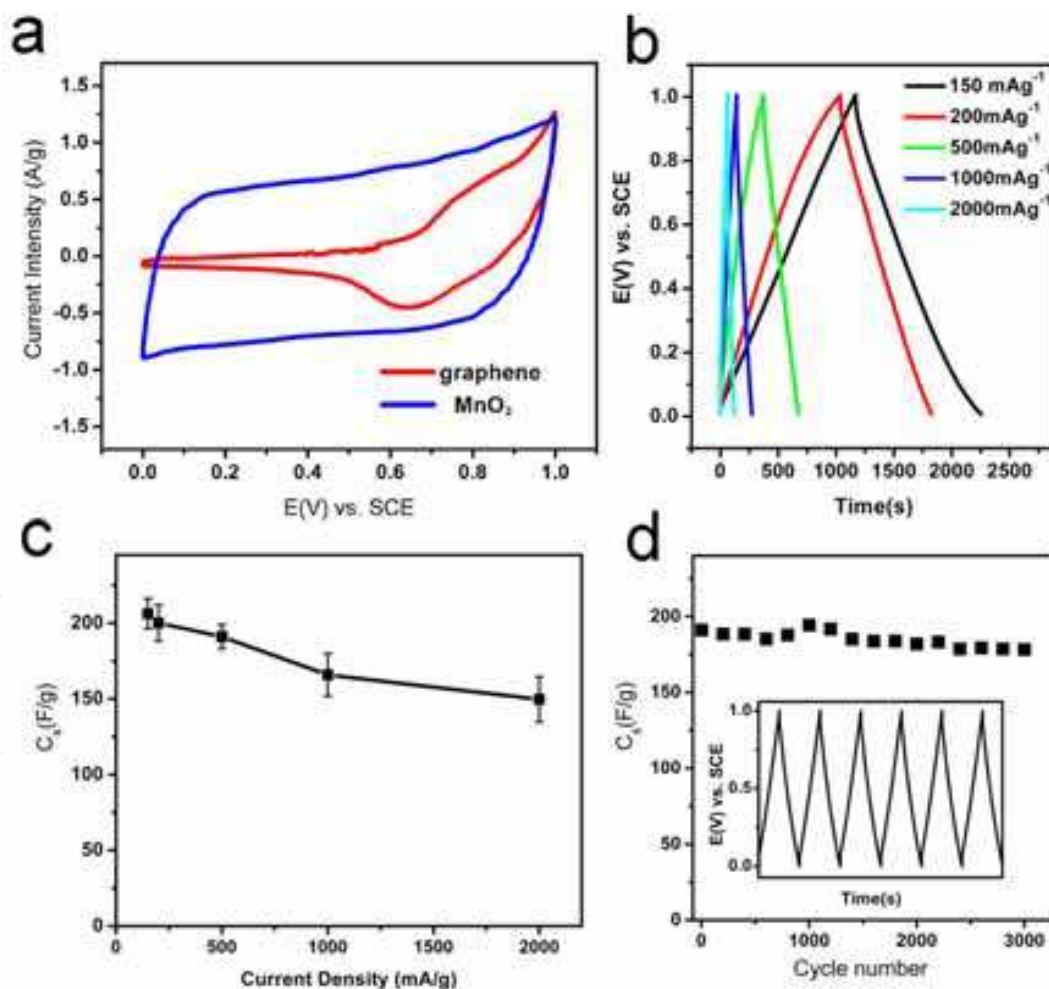 a
1.5
1.0
0.5
0.0
-0.5
-1.0
-1.5
Current Intensity (A/g)
graphene
MnO₂
0.0 0.2 0.4 0.6 0.8 1.0
E(V) vs. SCE
b
1.0
0.8
0.6
0.4
0.2
0.0
E(V) vs. SCE
150 mAg⁻¹
200mAg⁻¹
500mAg⁻¹
1000mAg⁻¹
2000mAg⁻¹
0 500 1000 1500 2000 2500
Time(s)
c
200
150
100
50
0
Cₛ(F/g)
0 500 1000 1500 2000
Current Density (mA/g)
d
200
150
100
50
0
Cₛ(F/g)
1.0
0.5
0.0
E(V) vs. SCE
Time(s)
0 1000 2000 3000
Cycle number